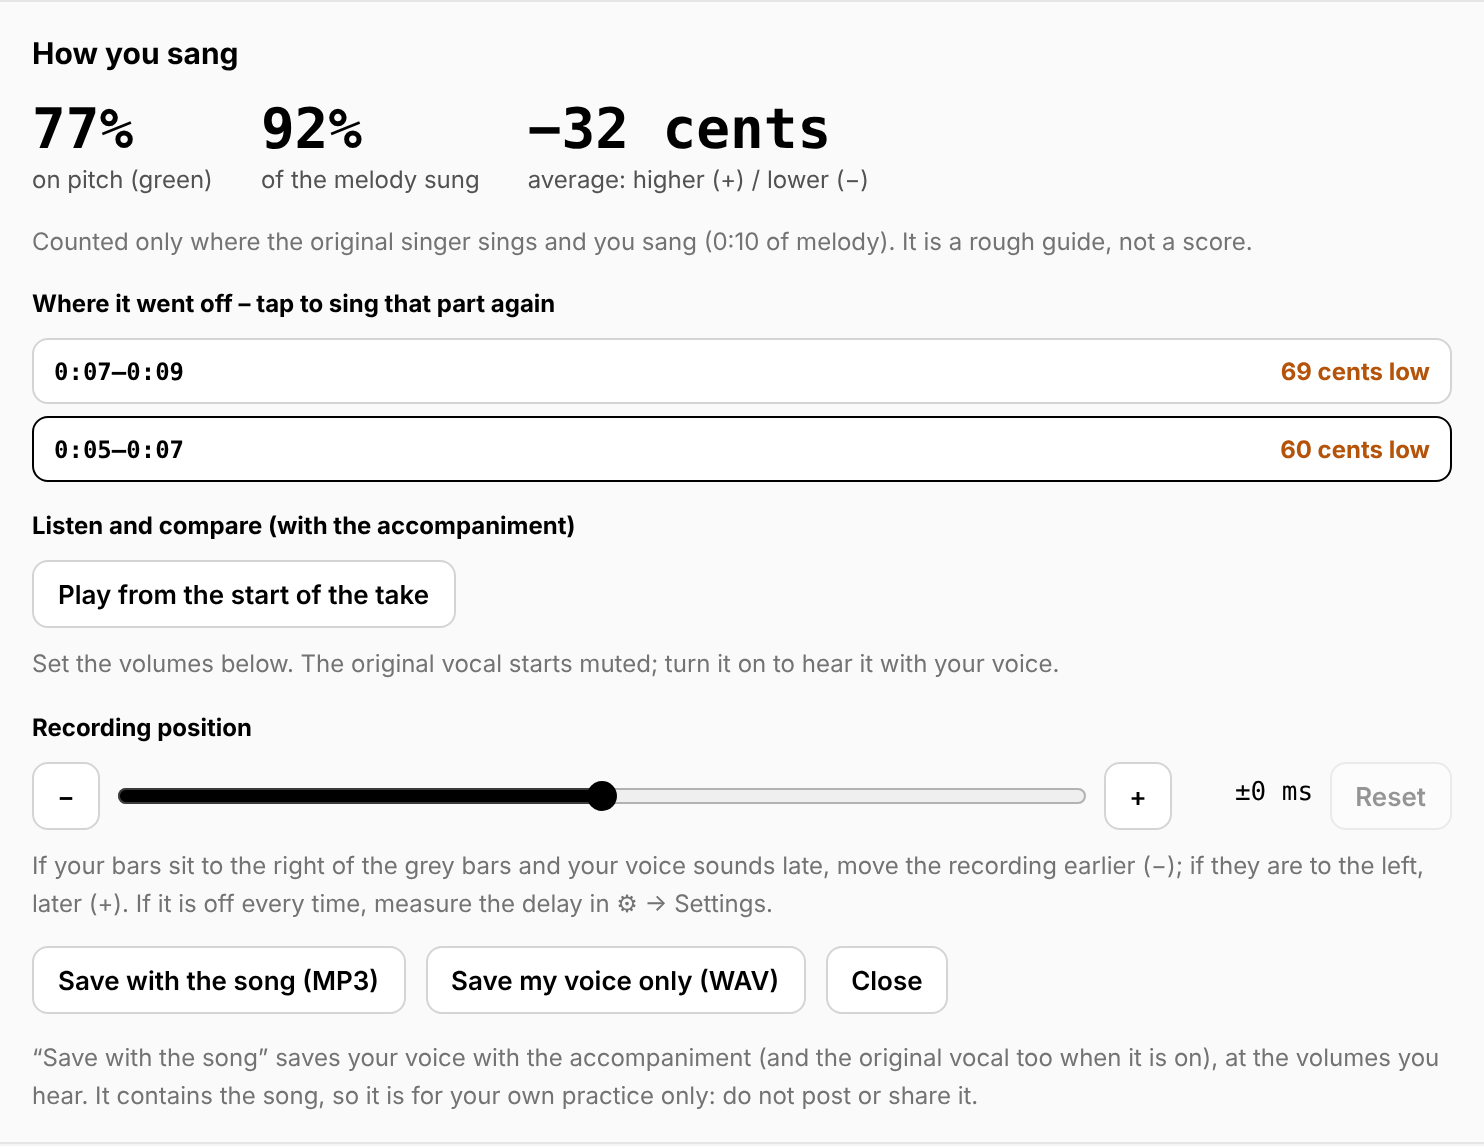 How you sang
77% 92% −32 cents
on pitch (green) of the melody sung average: higher (+) / lower (−)
Counted only where the original singer sings and you sang (0:10 of melody). It is a rough guide, not a score.
Where it went off – tap to sing that part again
0:07–0:09 69 cents low
0:05–0:07 60 cents low
Listen and compare (with the accompaniment)
Play from the start of the take
Set the volumes below. The original vocal starts muted; turn it on to hear it with your voice.
Recording position
− + ±0 ms Reset
If your bars sit to the right of the grey bars and your voice sounds late, move the recording earlier (−); if they are to the left,
later (+). If it is off every time, measure the delay in ⚙ → Settings.
Save with the song (MP3) Save my voice only (WAV) Close
“Save with the song” saves your voice with the accompaniment (and the original vocal too when it is on), at the volumes you
hear. It contains the song, so it is for your own practice only: do not post or share it.